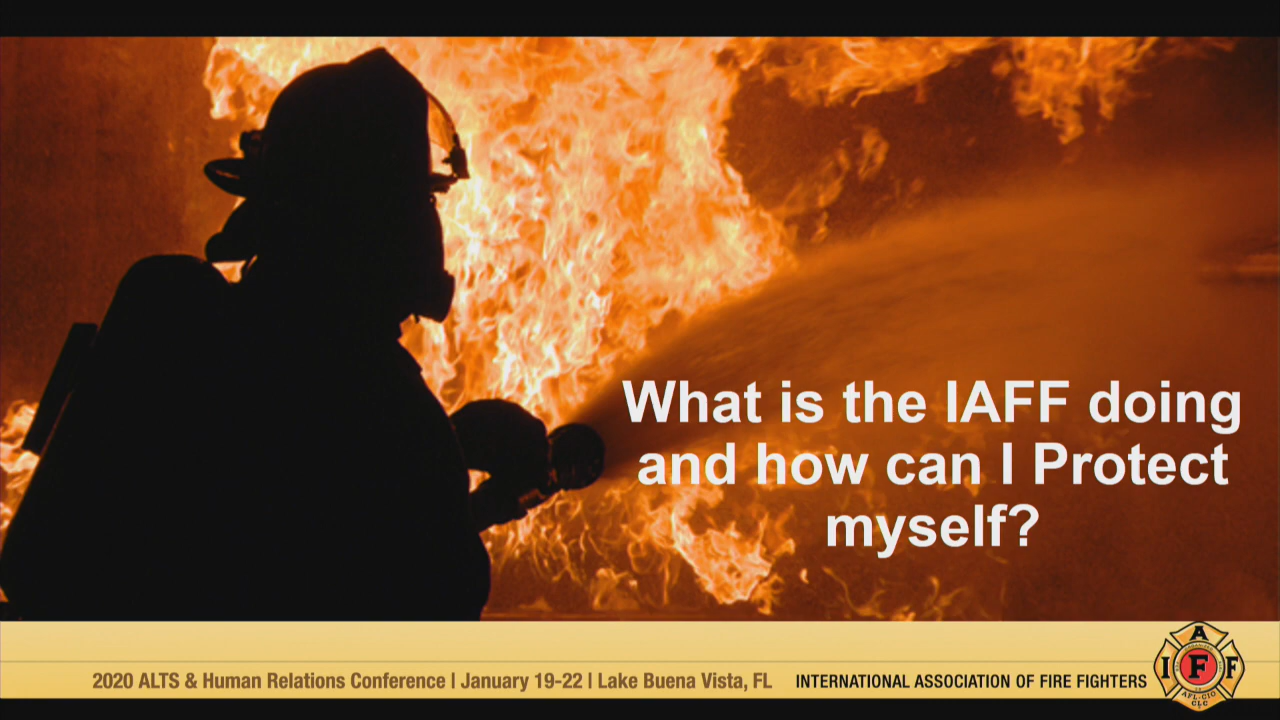 What is the IAFF doing
and how can I Protect
myself?
2020 ALTS & Human Relations Conference | January 19-22 | Lake Buena Vista, FL
INTERNATIONAL ASSOCIATION OF FIRE FIGHTERS
A
I F F
AFL-CIO
CLC